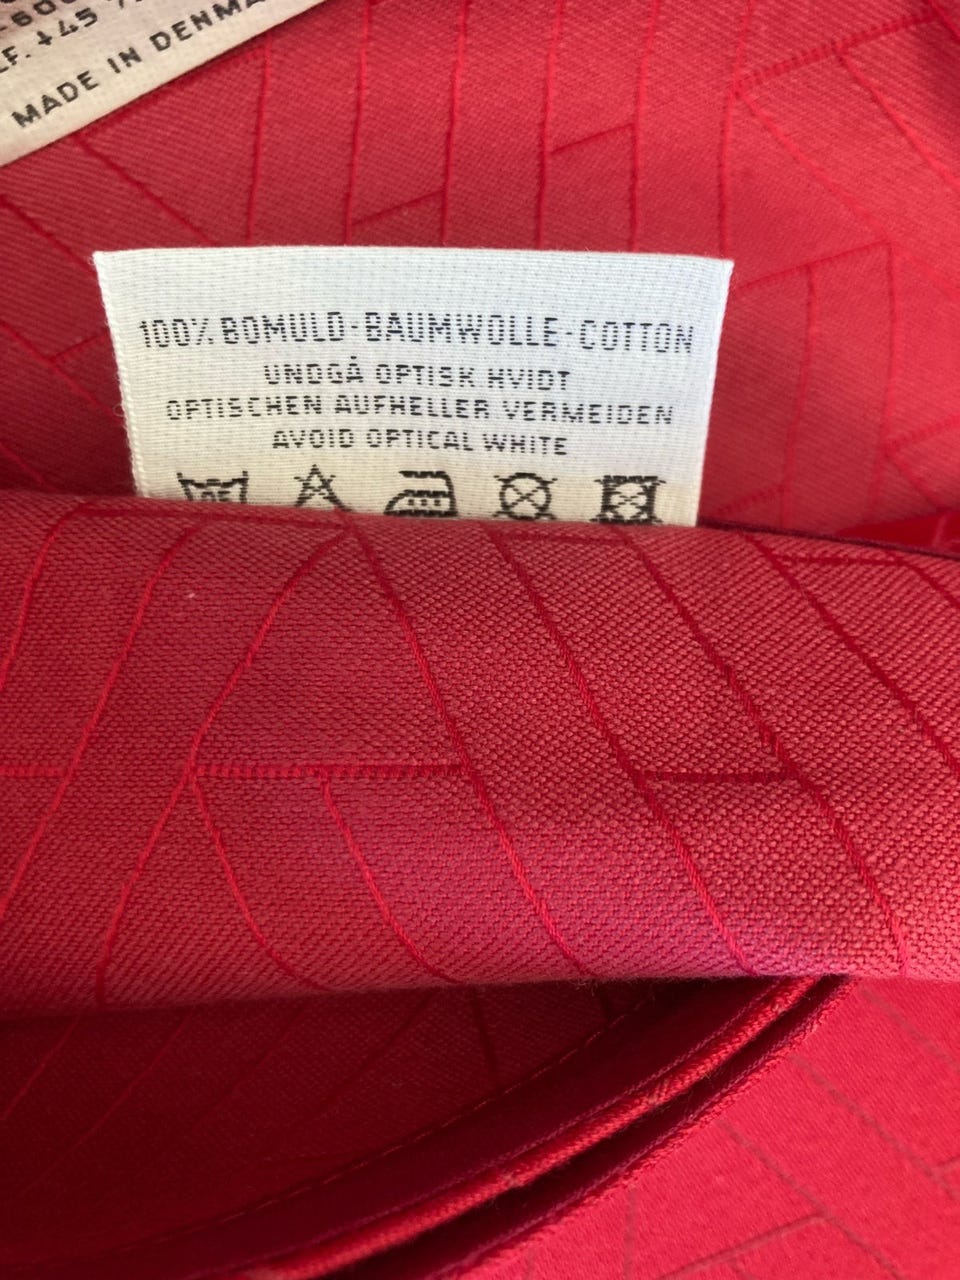 MADE IN DENMA
100% BOMULD-BAUMWOLLE-COTTON
UNDGÅ OPTISK HVIDT
OPTISCHEN AUFHELLER VERMEIDEN
AVOID OPTICAL WHITE